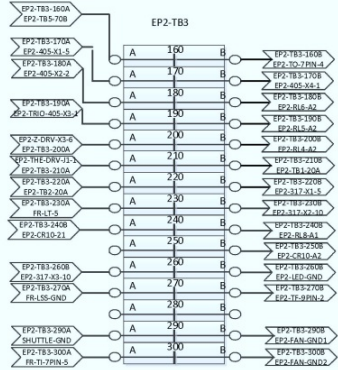 EP2-TB3
EP2-TB3-160A
EP2-TB5-70B
EP2-TB3-170A
EP2-405-X1-5
EP2-TB3-180A
EP2-405-X2-2
EP2-TB3-190A
EP2-TRIO-405-X3-1
EP2-Z-DRV-X3-6
EP2-TB3-200A
EP2-THE-DRV-J1-1
EP2-TB3-210A
EP2-TB3-220A
EP2-TB2-20A
EP2-TB3-230A
FR-LT-5
EP2-TB3-240B
EP2-CR10-21
EP2-TB3-260B
EP2-317-X3-10
EP2-TB3-270A
FR-LSS-GND
EP2-TB3-290A
SHUTTLE-GND
EP2-TB3-300A
FR-TI-7PIN-5
A 160 B
A 170 B
A 180 B
A 190 B
A 200 B
A 210 B
A 220 B
A 230 B
A 240 B
A 250 B
A 260 B
A 270 B
A 280 B
A 290 B
A 300 B
EP2-TB3-160B
EP2-TQ-7PIN-4
EP2-TB3-170B
EP2-405-X4-1
EP2-TB3-180B
EP2-RL6-A2
EP2-TB3-190B
EP2-RL5-A2
EP2-TB3-200B
EP2-RL4-A2
EP2-TB3-210B
EP2-TB1-20A
EP2-TB3-220B
EP2-317-X1-5
EP2-TB3-230B
EP2-317-X2-10
EP2-TB3-240B
EP2-RL8-A1
EP2-TB3-250B
EP2-CR10-A2
EP2-TB3-260B
EP2-LED-GND
EP2-TB3-270B
EP2-TF-9PIN-2
EP2-TB3-290B
EP2-FAN-GND1
EP2-TB3-300B
EP2-FAN-GND2